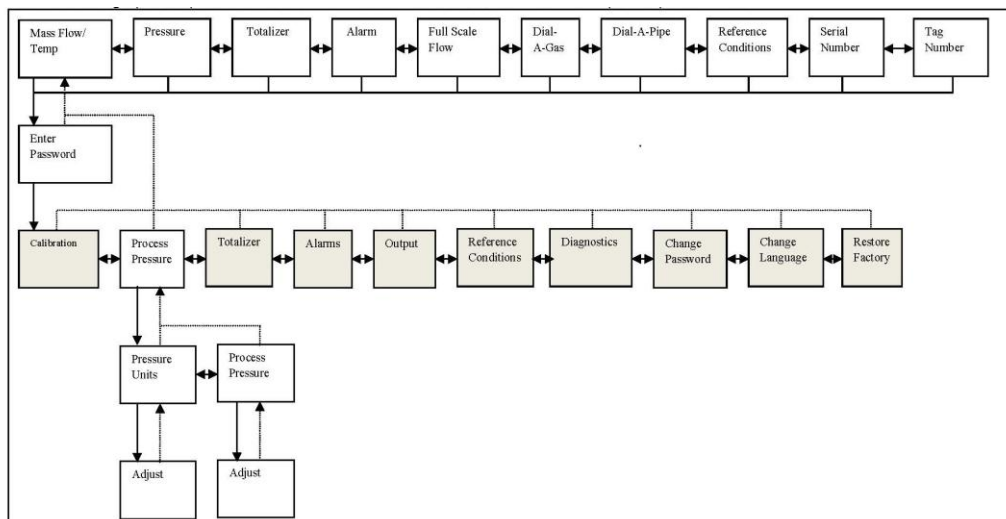 Mass Flow/
Temp
Pressure
Totalizer
Alarm
Full Scale
Flow
Dial-
A-Gas
Dial-A-Pipe
Reference
Conditions
Serial
Number
Tag
Number
Enter
Password
Calibration
Process
Pressure
Totalizer
Alarms
Output
Reference
Conditions
Diagnostics
Change
Password
Change
Language
Restore
Factory
Pressure
Units
Process
Pressure
Adjust
Adjust